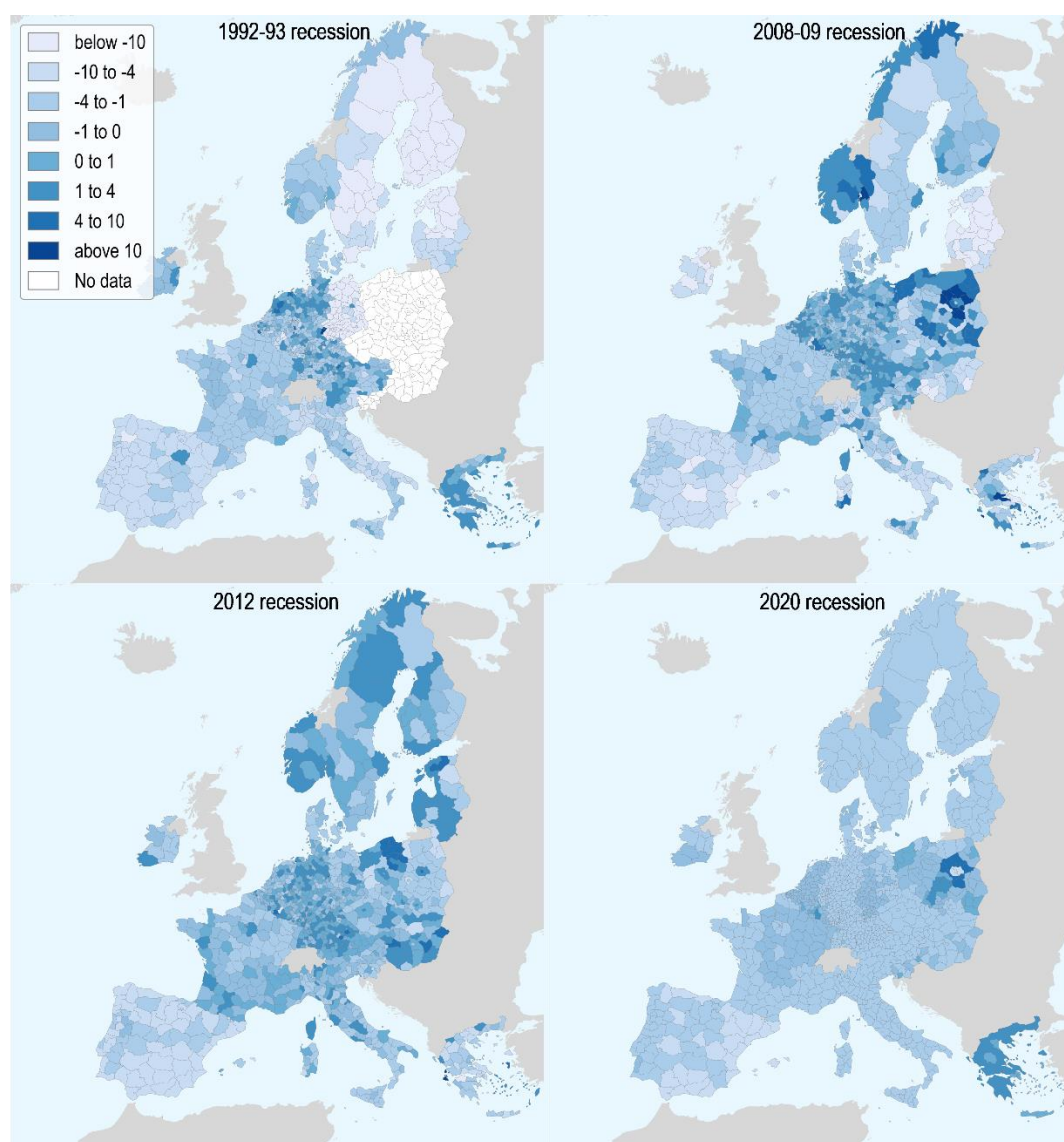 1992-93 recession
2008-09 recession
below -10
-10 to -4
-4 to -1
-1 to 0
0 to 1
1 to 4
4 to 10
above 10
No data
2012 recession
2020 recession